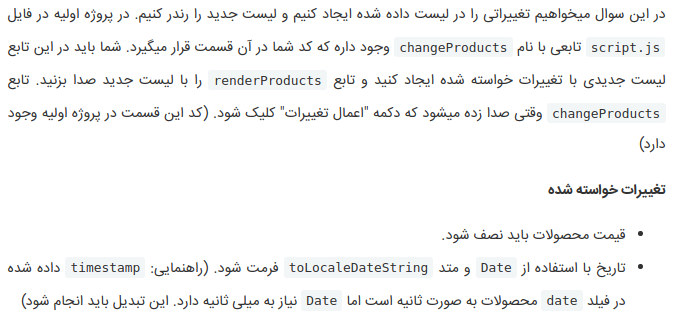 در این سوال میخواهیم تغییراتی را در لیست داده شده ایجاد کنیم و لیست جدید را رندر کنیم. در پروژه اولیه در فایل
script.js تابعی با نام changeProducts وجود داره که کد شما در آن قسمت قرار میگیرد. شما باید در این تابع
لیست جدیدی با تغییرات خواسته شده ایجاد کنید و تابع renderProducts را با لیست جدید صدا بزنید. تابع
changeProducts وقتی صدا زده میشود که دکمه "اعمال تغییرات" کلیک شود. (کد این قسمت در پروژه اولیه وجود
دارد)
تغییرات خواسته شده
• قیمت محصولات باید نصف شود.
• تاریخ با استفاده از Date و متد toLocaleDateString فرمت شود. (راهنمایی: timestamp داده شده
در فیلد date محصولات به صورت ثانیه است اما Date نیاز به میلی ثانیه دارد. این تبدیل باید انجام شود)